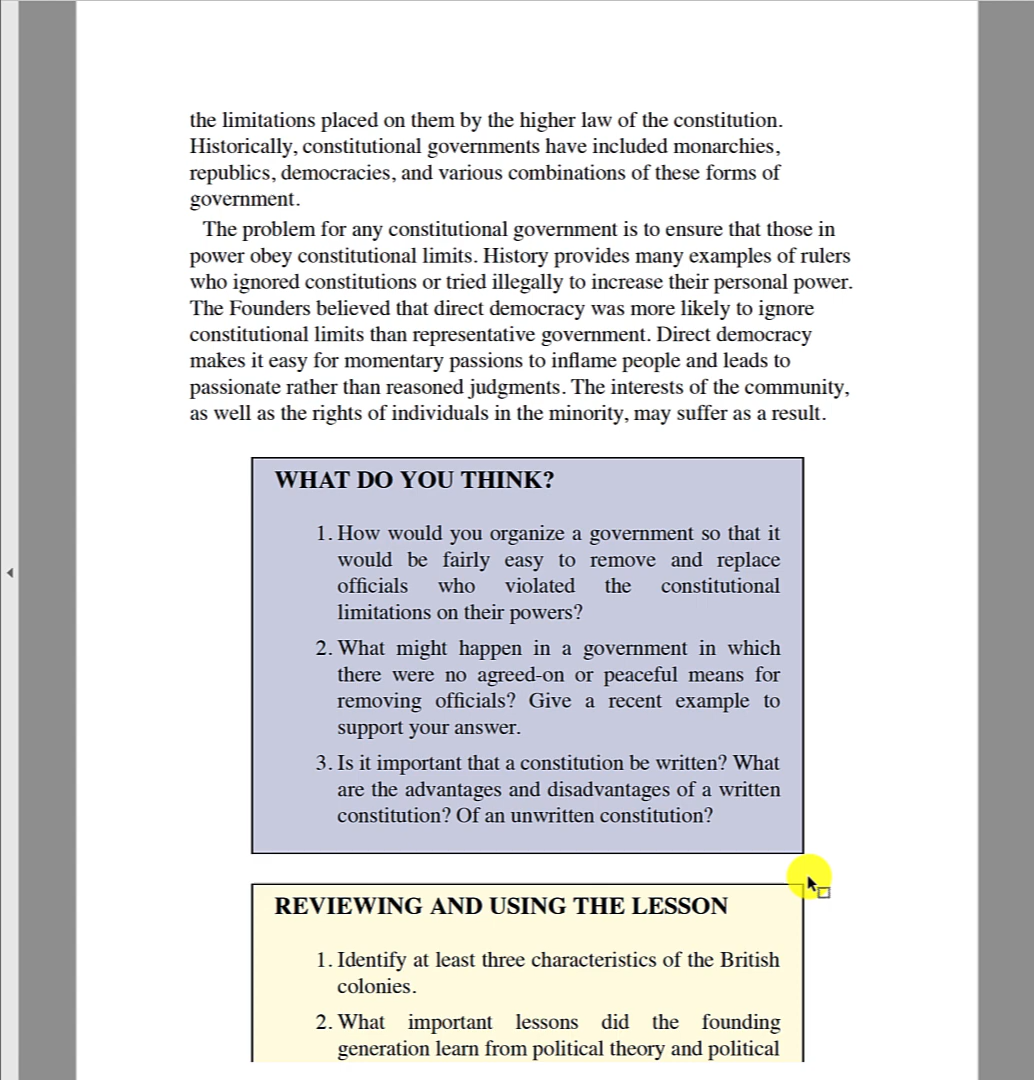 the limitations placed on them by the higher law of the constitution.
Historically, constitutional governments have included monarchies,
republics, democracies, and various combinations of these forms of
government.
The problem for any constitutional government is to ensure that those in
power obey constitutional limits. History provides many examples of rulers
who ignored constitutions or tried illegally to increase their personal power.
The Founders believed that direct democracy was more likely to ignore
constitutional limits than representative government. Direct democracy
makes it easy for momentary passions to inflame people and leads to
passionate rather than reasoned judgments. The interests of the community,
as well as the rights of individuals in the minority, may suffer as a result.
WHAT DO YOU THINK?
1. How would you organize a government so that it
would be fairly easy to remove and replace
officials who violated the constitutional
limitations on their powers?
2. What might happen in a government in which
there were no agreed-on or peaceful means for
removing officials? Give a recent example to
support your answer.
3. Is it important that a constitution be written? What
are the advantages and disadvantages of a written
constitution? Of an unwritten constitution?
REVIEWING AND USING THE LESSON
1. Identify at least three characteristics of the British
colonies.
2. What important lessons did the founding
generation learn from political theory and political